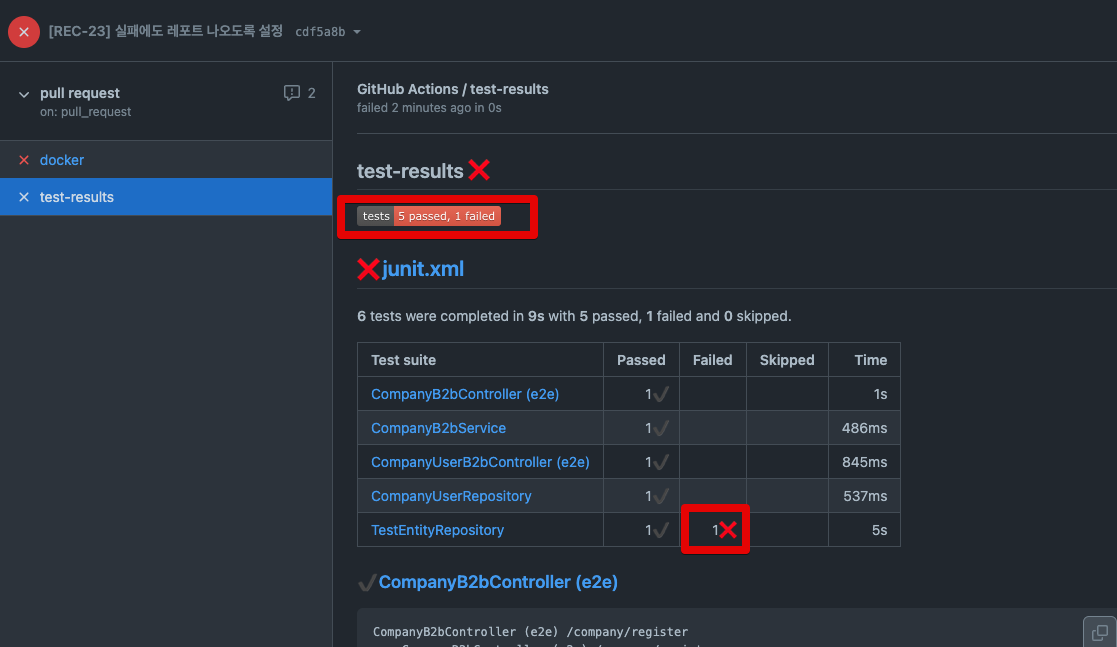 [REC-23] 실패에도 레포트 나오도록 설정 cdf5a8b
pull request 2
on: pull_request
docker
test-results
GitHub Actions / test-results
failed 2 minutes ago in 0s
test-results
tests 5 passed, 1 failed
junit.xml
6 tests were completed in 9s with 5 passed, 1 failed and 0 skipped.
Test suite Passed Failed Skipped Time
CompanyB2bController (e2e) 1 1s
CompanyB2bService 1 486ms
CompanyUserB2bController (e2e) 1 845ms
CompanyUserRepository 1 537ms
TestEntityRepository 1 1 5s
CompanyB2bController (e2e)
CompanyB2bController (e2e) /company/register